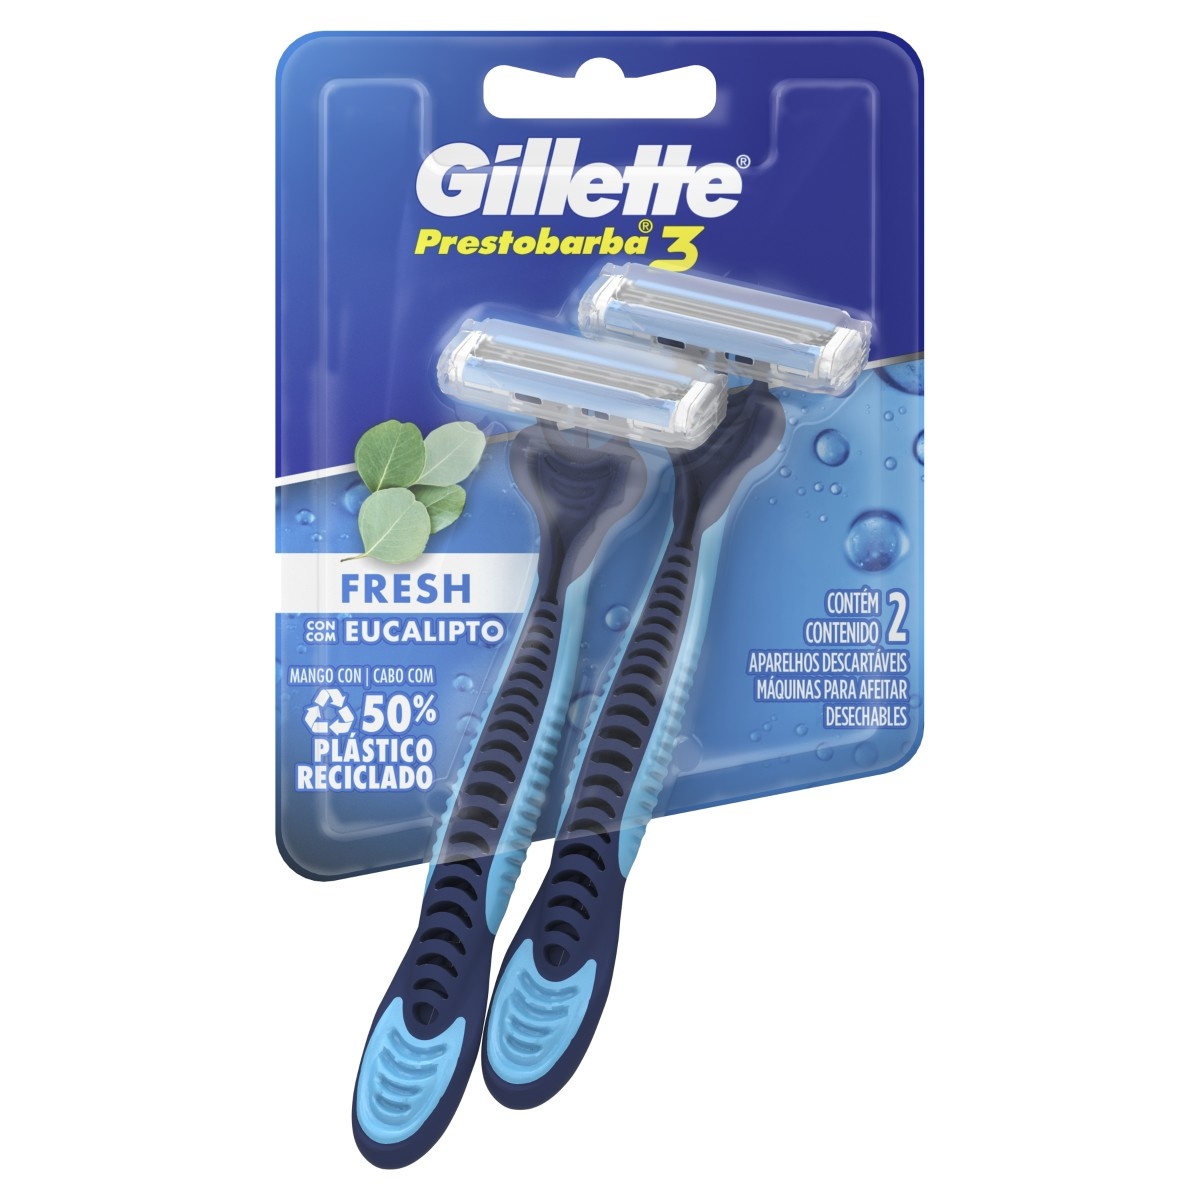 Gillette®
Prestobarba® 3
FRESH
CON
COM EUCALIPTO
MANGO CON | CABO COM
50%
PLÁSTICO
RECICLADO
CONTÉM
CONTENIDO 2
APARELHOS DESCARTÁVEIS
MÁQUINAS PARA AFEITAR
DESECHABLES